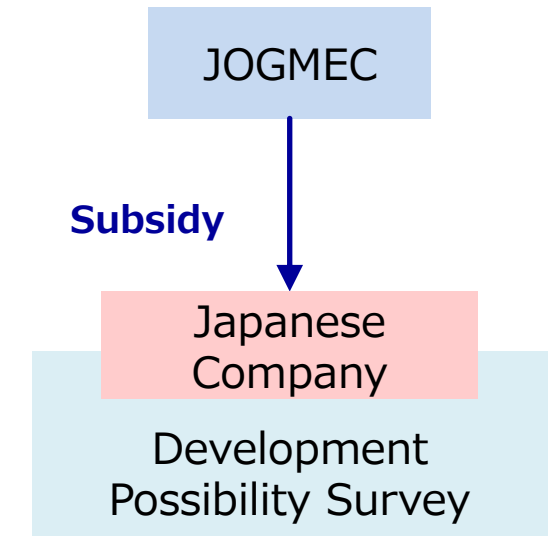 JOGMEC
Subsidy
Japanese
Company
Development
Possibility Survey